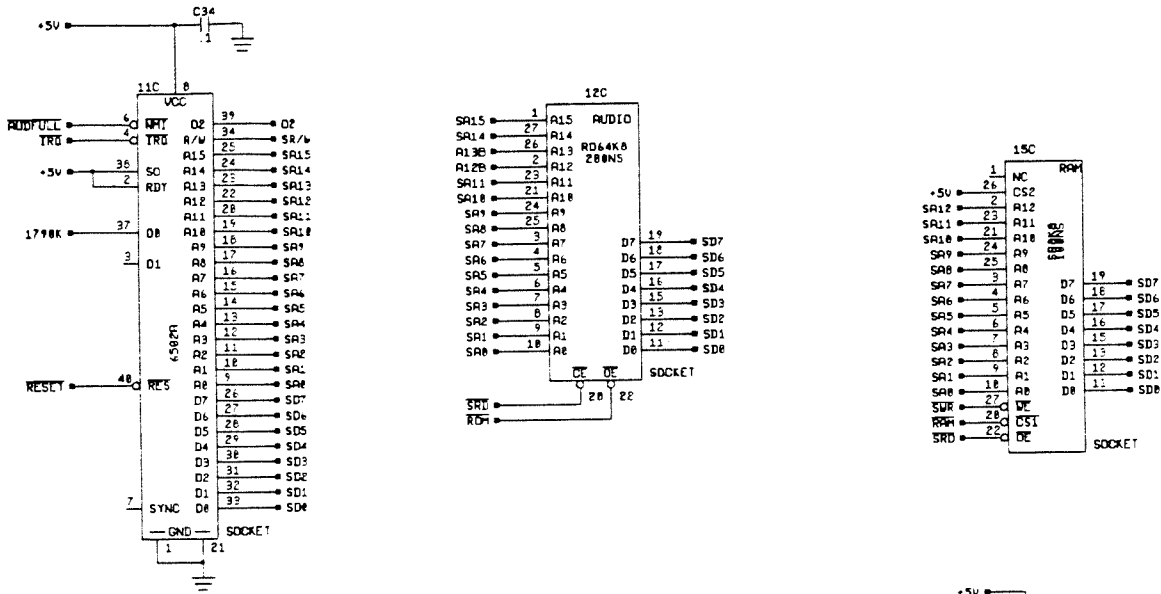 C34
+5V
.1
11C 8
VCC
AUDFULL 6 NMI 02 39 02
IRQ 4 IRQ R/W 34 SR/W
A15 25 SA15
+5V 36 SO A14 24 SA14
2 RDY A13 23 SA13
A12 22 SA12
A11 20 SA11
1790K 37 00 A10 19 SA10
A9 18 SA9
3 01 A8 17 SA8
A7 16 SA7
A6 15 SA6
A5 14 SA5
A4 13 SA4
A3 12 SA3
A2 11 SA2
A1 10 SA1
6502A
RESET 40 RES A0 9 SA0
D7 26 SD7
D6 27 SD6
D5 28 SD5
D4 29 SD4
D3 30 SD3
D2 31 SD2
D1 32 SD1
7 SYNC D0 33 SD0
GND SOCKET
1 21
12C
SA15 1 A15 AUDIO
SA14 27 A14
A13B 26 A13 RO64K8
A12B 2 A12 200NS
SA11 23 A11
SA10 21 A10
SA9 24 A9
SA8 25 A8
SA7 3 A7 D7 19 SD7
SA6 4 A6 D6 18 SD6
SA5 5 A5 D5 17 SD5
SA4 6 A4 D4 16 SD4
SA3 7 A3 D3 15 SD3
SA2 8 A2 D2 13 SD2
SA1 9 A1 D1 12 SD1
SA0 10 A0 D0 11 SD0
CE OE SOCKET
20 22
SRD
ROM
15C
1 NC RAM
+5V 26 CS2
SA12 2 A12
SA11 23 A11
SA10 21 A10
SA9 24 A9
SA8 25 A8
SA7 3 A7 D7 19 SD7
SA6 4 A6 D6 18 SD6
SA5 5 A5 D5 17 SD5
SA4 6 A4 D4 16 SD4
SA3 7 A3 D3 15 SD3
SA2 8 A2 D2 13 SD2
SA1 9 A1 D1 12 SD1
SA0 10 A0 D0 11 SD0
SWR 27 WE
RAM 20 CS1
SRD 22 OE
SOCKET
+5V